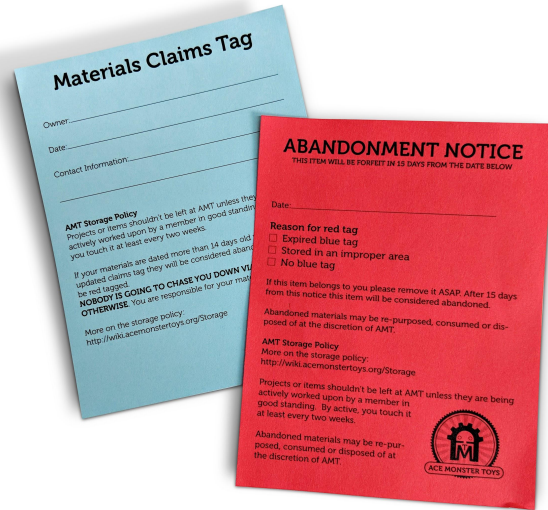 Materials Claims Tag
Owner:
Date:
Contact Information:
AMT Storage Policy
Projects or items shouldn't be left at AMT unless they
actively worked upon by a member in good standin
you touch it at least every two weeks.
If your materials are dated more than 14 days old
updated claims tag they will be considered aband
be red tagged.
NOBODY IS GOING TO CHASE YOU DOWN VI
OTHERWISE. You are responsible for your mate
More on the storage policy:
http://wiki.acemonstertoys.org/Storage
ABANDONMENT NOTICE
THIS ITEM WILL BE FORFEIT IN 15 DAYS FROM THE DATE BELOW
Date:
Reason for red tag
☐ Expired blue tag
☐ Stored in an improper area
☐ No blue tag
If this item belongs to you please remove it ASAP. After 15 days
from this notice this item will be considered abandoned.
Abandoned materials may be re-purposed, consumed or dis-
posed of at the discretion of AMT.
AMT Storage Policy
More on the storage policy:
http://wiki.acemonstertoys.org/Storage
Projects or items shouldn't be left at AMT unless they are being
actively worked upon by a member in
good standing. By active, you touch it
at least every two weeks.
Abandoned materials may be re-pur-
posed, consumed or disposed of at
the discretion of AMT.
M
ACE MONSTER TOYS